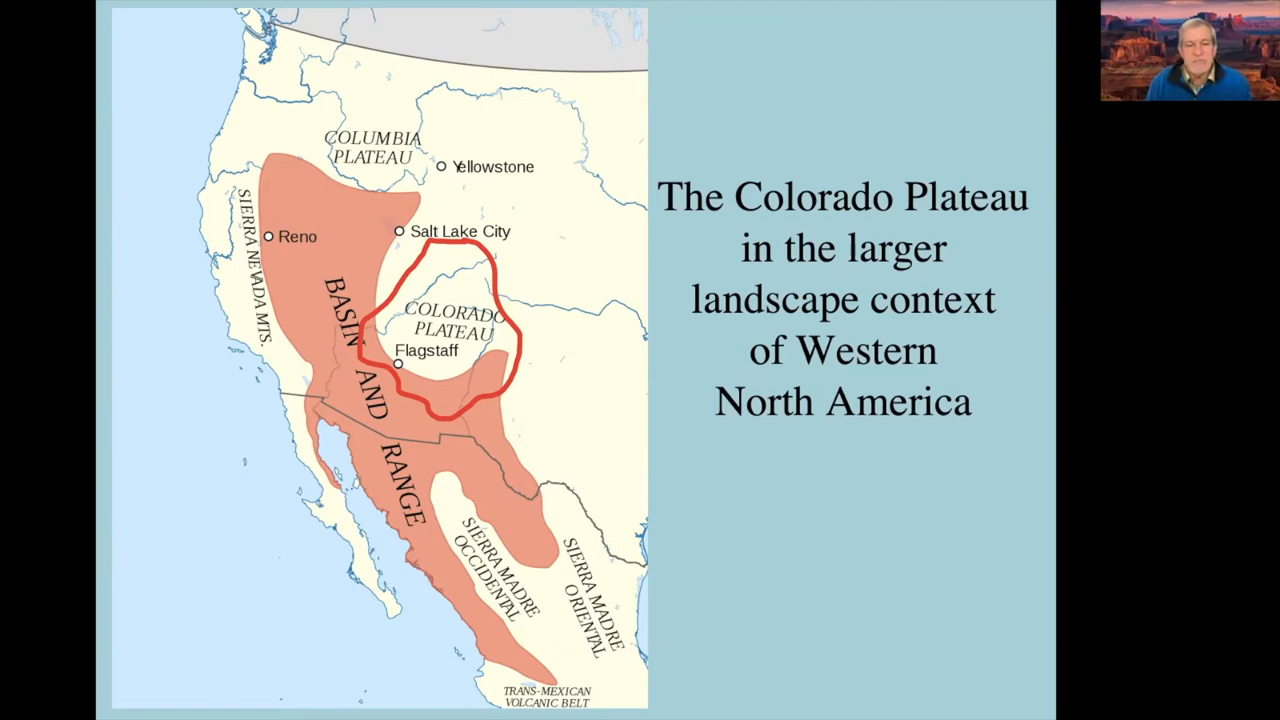 COLUMBIA
PLATEAU
Yellowstone
SIERRA NEVADA MTS.
Reno
Salt Lake City
BASIN AND RANGE
COLORADO
PLATEAU
Flagstaff
SIERRA MADRE
OCCIDENTAL
SIERRA MADRE
ORIENTAL
TRANS-MEXICAN
VOLCANIC BELT
The Colorado Plateau
in the larger
landscape context
of Western
North America